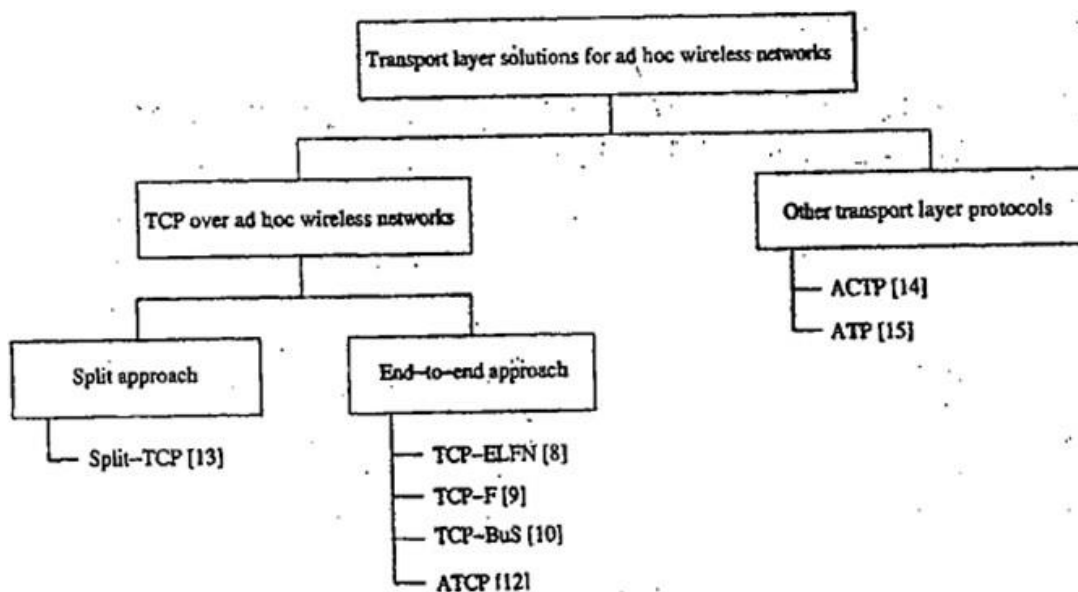 Transport layer solutions for ad hoc wireless networks
TCP over ad hoc wireless networks
Other transport layer protocols
ACTP [14]
ATP [15]
Split approach
End-to-end approach
Split-TCP [13]
TCP-ELFN [8]
TCP-F [9]
TCP-BuS [10]
ATCP [12]